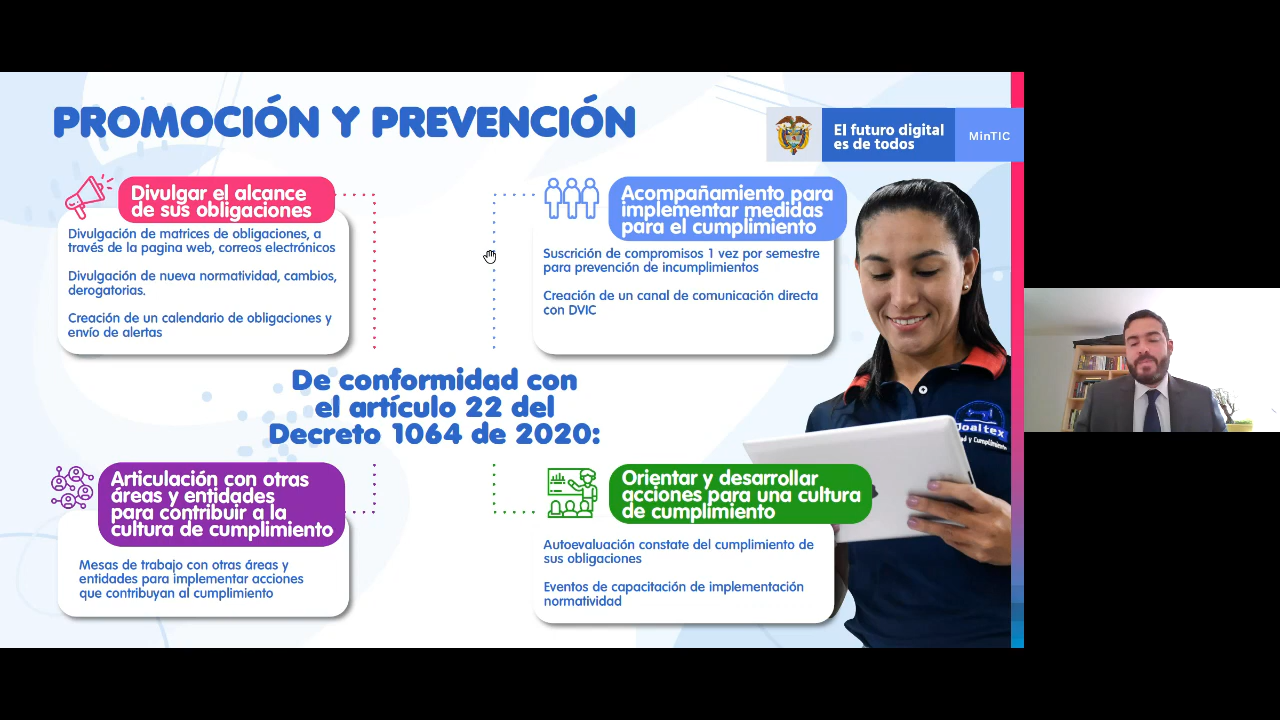 PROMOCIÓN Y PREVENCIÓN
El futuro digital
es de todos
MinTIC
Divulgar el alcance
de sus obligaciones
Divulgación de matrices de obligaciones, a
través de la pagina web, correos electrónicos
Divulgación de nueva normatividad, cambios,
derogatorias.
Creación de un calendario de obligaciones y
envío de alertas
Acompañamiento para
implementar medidas
para el cumplimiento
Suscrición de compromisos 1 vez por semestre
para prevención de incumplimientos
Creación de un canal de comunicación directa
con DVIC
De conformidad con
el artículo 22 del
Decreto 1064 de 2020:
Articulación con otras
áreas y entidades
para contribuir a la
cultura de cumplimiento
Mesas de trabajo con otras áreas y
entidades para implementar acciones
que contribuyan al cumplimiento
Orientar y desarrollar
acciones para una cultura
de cumplimiento
Autoevaluación constate del cumplimiento de
sus obligaciones
Eventos de capacitación de implementación
normatividad
Joaltex
d y Cumplimiento